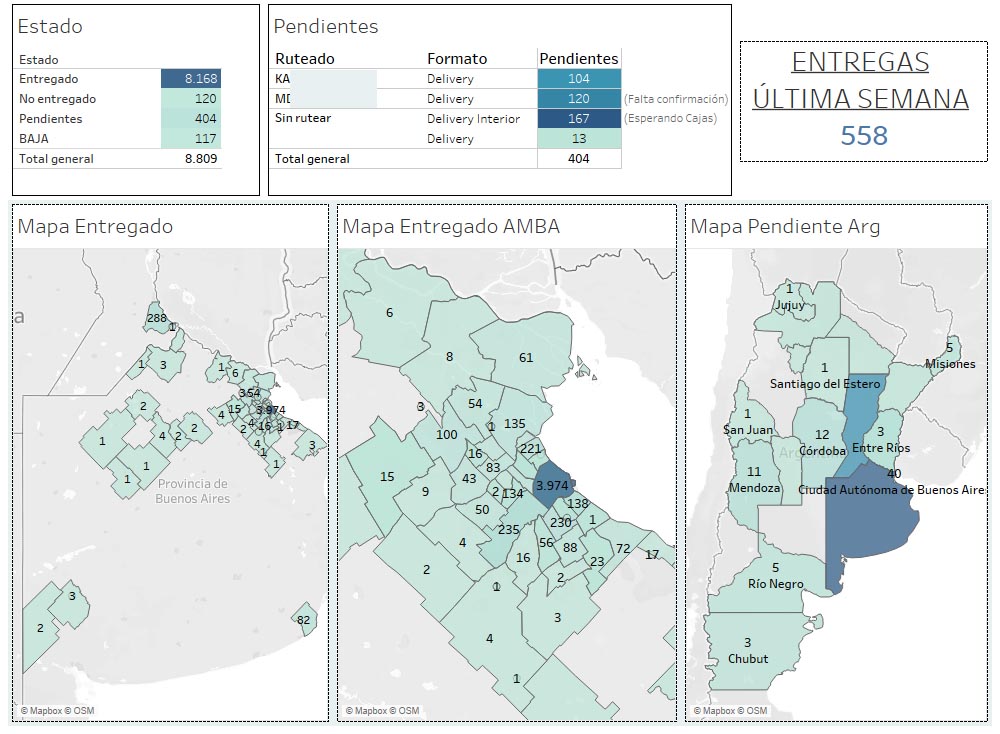 Estado
Estado
Entregado 8.168
No entregado 120
Pendientes 404
BAJA 117
Total general 8.809
Pendientes
Ruteado Formato Pendientes
KA Delivery 104
Delivery 120 (Falta confirmación)
Sin rutear Delivery Interior 167 (Esperando Cajas)
Delivery 13
Total general 404
ENTREGAS
ÚLTIMA SEMANA
558
Mapa Entregado
a
288
1
1 3
1 6
2
4 15
3.974
4 16 1 17
2
1 4 2 2
4
1
3
1
1
1
Provincia de
Buenos Aires
3
2
82
© Mapbox © OSM
Mapa Entregado AMBA
6
8
61
3
54
1 135
100
16 221
83
15
43
9
2 134
3.974
138
50
235
230 1
4
56
88
72
17
16
23
2
2
1
3
4
1
© Mapbox © OSM
Mapa Pendiente Arg
1
Jujuy
5
Misiones
1
Santiago del Estero
1
San Juan
12
Córdoba
3
Entre Ríos
11
Mendoza
40
Ciudad Autónoma de Buenos Aire
5
Río Negro
3
Chubut
© Mapbox © OSM